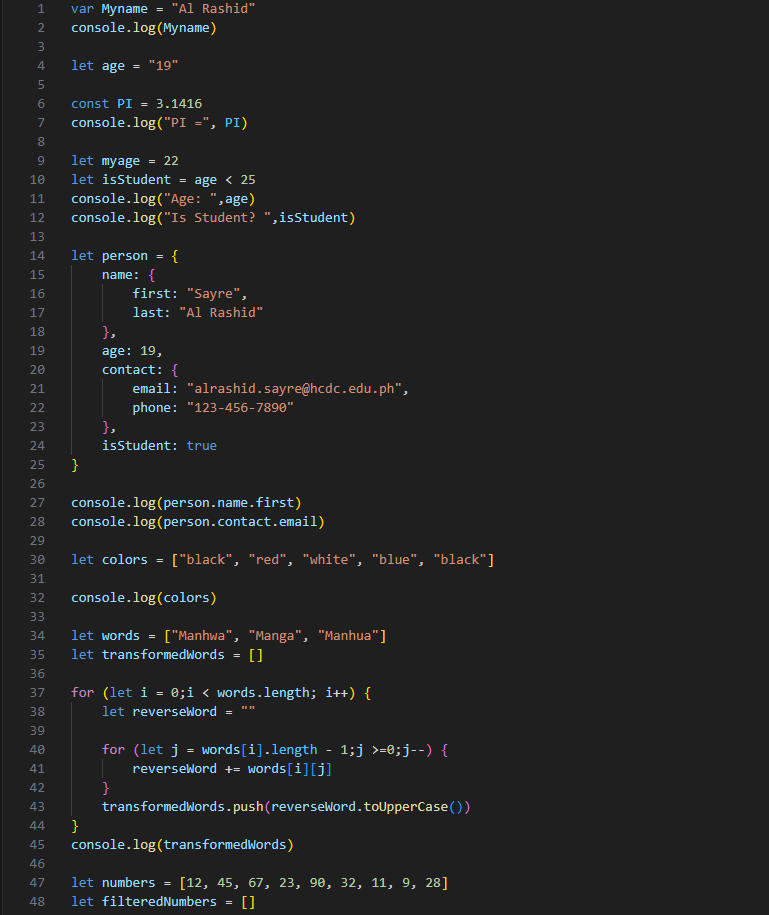 1 var Myname = "Al Rashid"
2 console.log(Myname)
3
4 let age = "19"
5
6 const PI = 3.1416
7 console.log("PI =", PI)
8
9 let myage = 22
10 let isStudent = age < 25
11 console.log("Age: ",age)
12 console.log("Is Student? ",isStudent)
13
14 let person = {
15     name: {
16         first: "Sayre",
17         last: "Al Rashid"
18     },
19     age: 19,
20     contact: {
21         email: "alrashid.sayre@hcdc.edu.ph",
22         phone: "123-456-7890"
23     },
24     isStudent: true
25 }
26
27 console.log(person.name.first)
28 console.log(person.contact.email)
29
30 let colors = ["black", "red", "white", "blue", "black"]
31
32 console.log(colors)
33
34 let words = ["Manhwa", "Manga", "Manhua"]
35 let transformedWords = []
36
37 for (let i = 0;i < words.length; i++) {
38     let reverseWord = ""
39
40     for (let j = words[i].length - 1;j >=0;j--) {
41         reverseWord += words[i][j]
42     }
43     transformedWords.push(reverseWord.toUpperCase())
44 }
45 console.log(transformedWords)
46
47 let numbers = [12, 45, 67, 23, 90, 32, 11, 9, 28]
48 let filteredNumbers = []